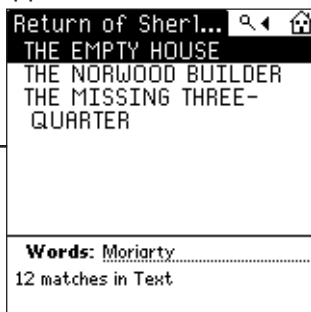 Return of Sherl...
THE EMPTY HOUSE
THE NORWOOD BUILDER
THE MISSING THREE-
QUARTER
Words: Moriarty
12 matches in Text